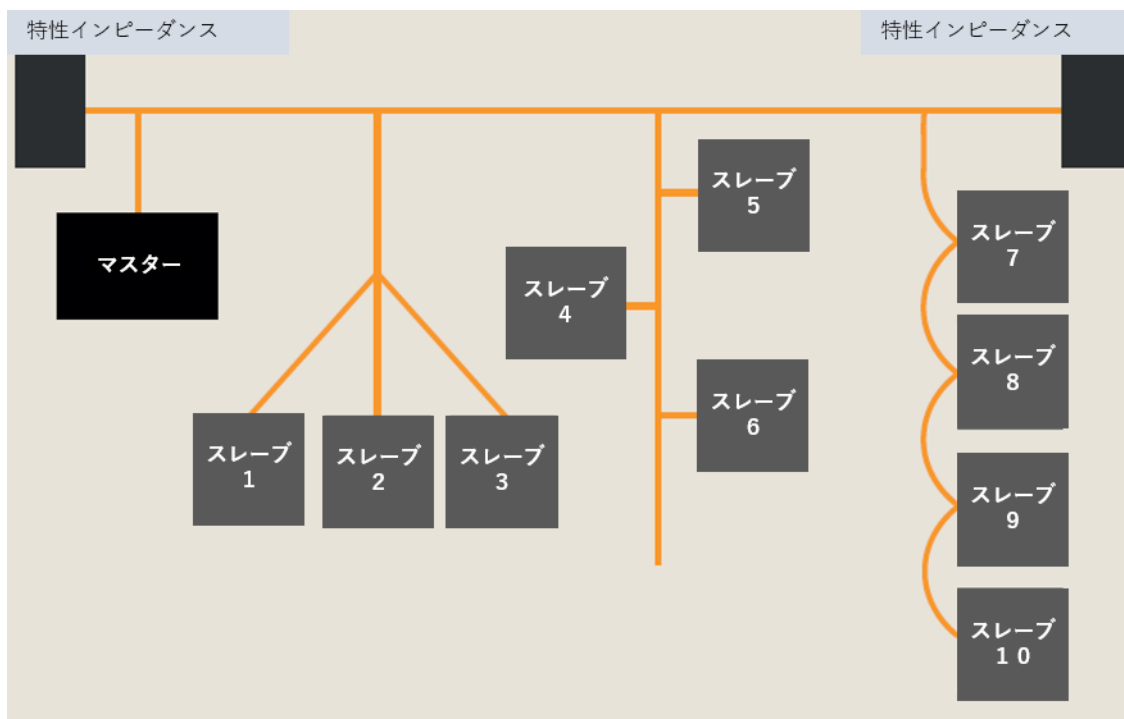 特性インピーダンス
特性インピーダンス
マスター
スレーブ
5
スレーブ
7
スレーブ
4
スレーブ
8
スレーブ
6
スレーブ
1
スレーブ
2
スレーブ
3
スレーブ
9
スレーブ
１０